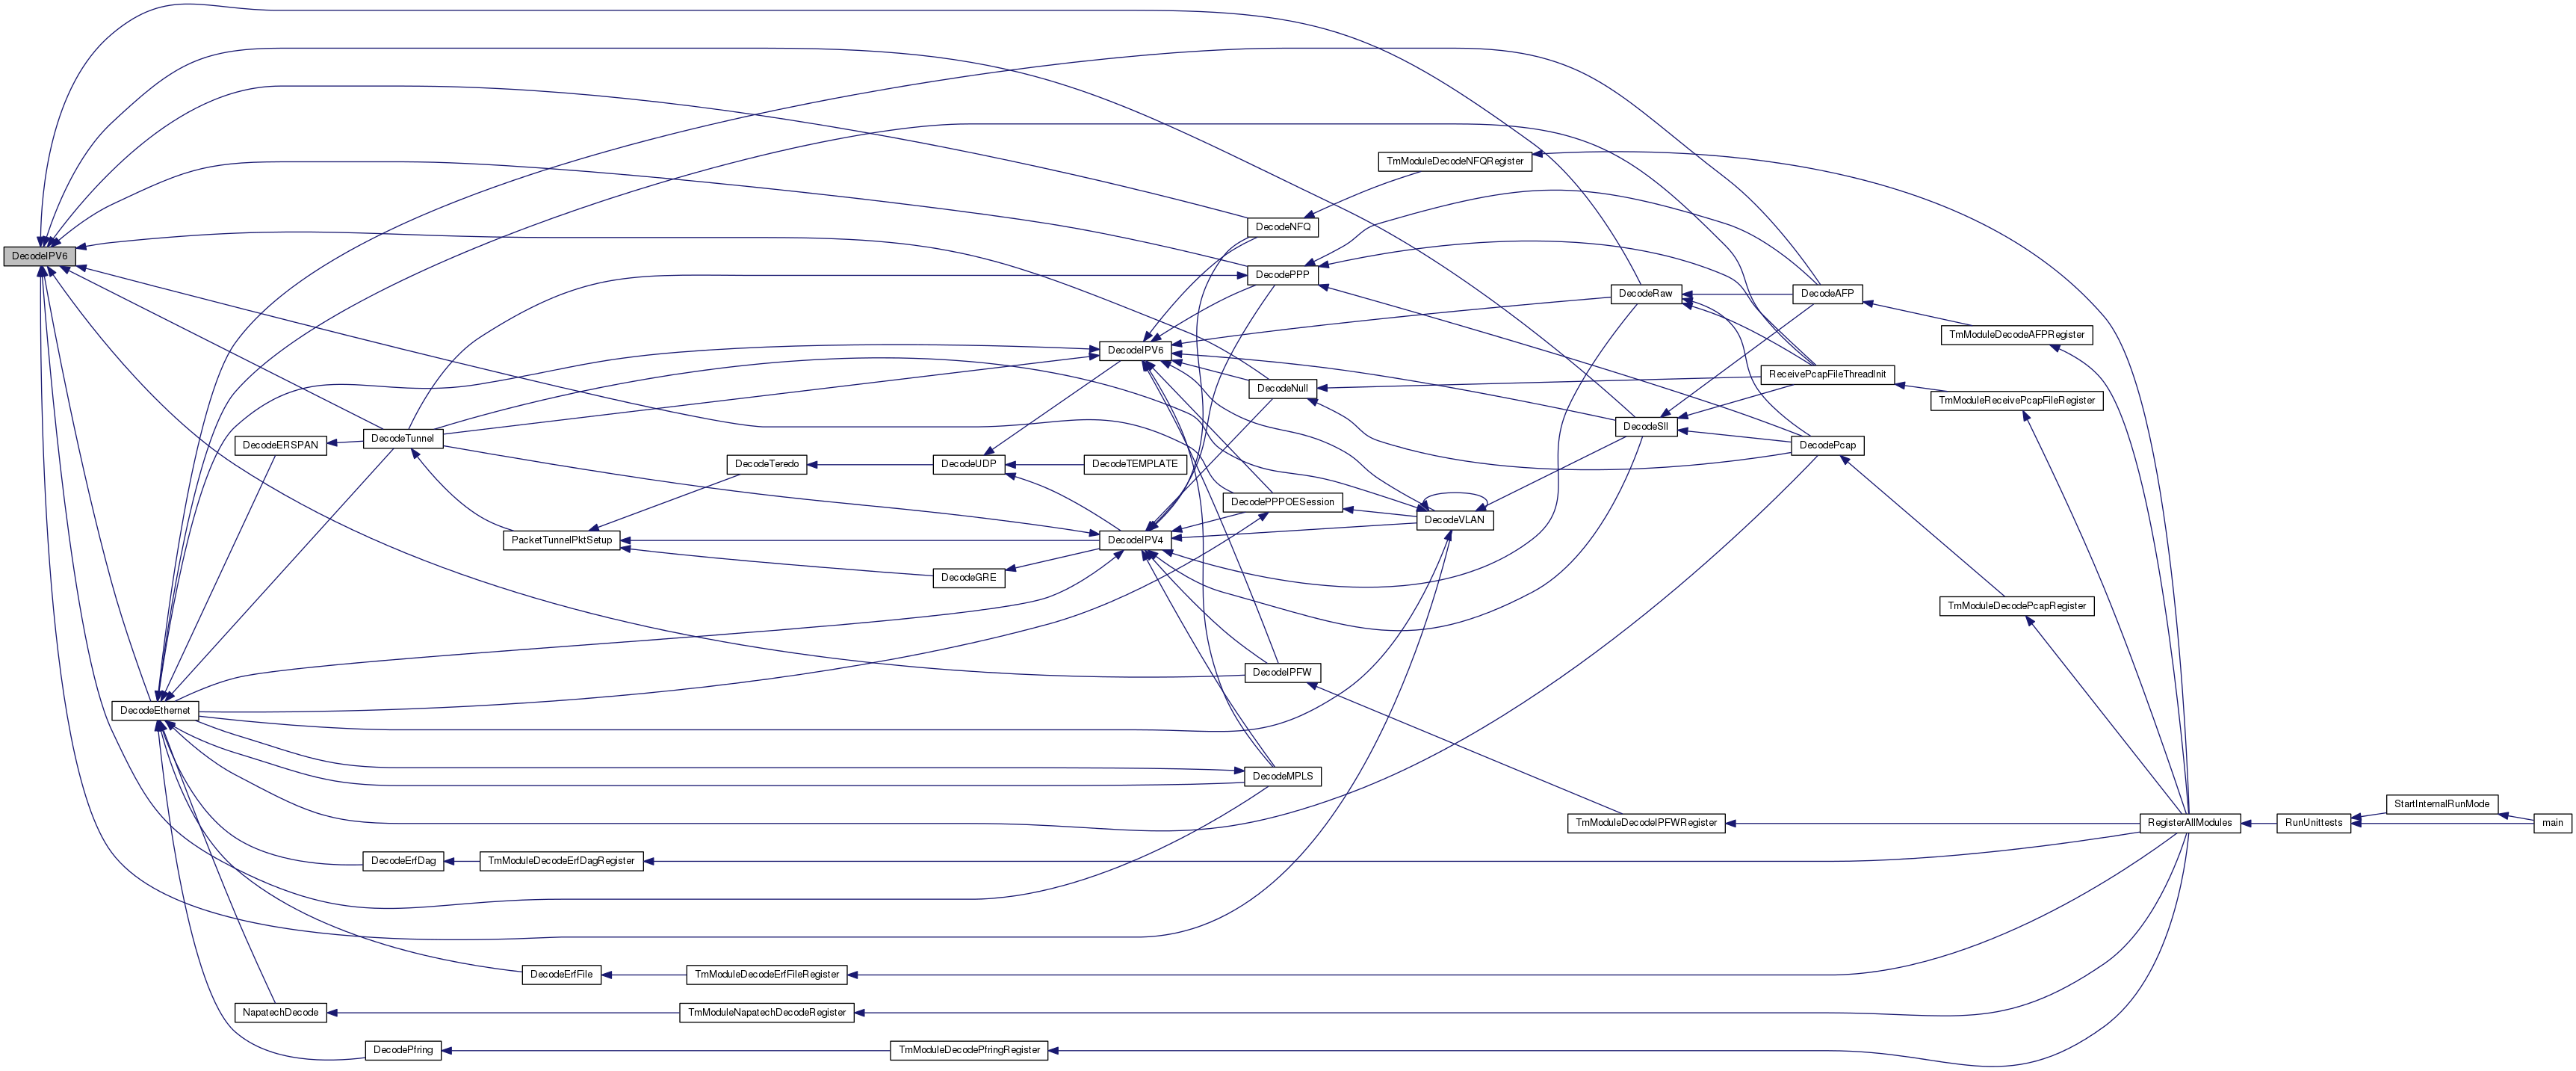 TmModuleDecodeNFQRegister
DecodeNFQ
DecodeIPV6
DecodePPP
DecodeRaw
DecodeAFP
TmModuleDecodeAFPRegister
DecodeIPV6
ReceivePcapFileThreadInit
DecodeNull
TmModuleReceivePcapFileRegister
DecodeSll
DecodeTunnel
DecodeERSPAN
DecodePcap
DecodeTeredo
DecodeUDP
DecodeTEMPLATE
DecodePPPOESession
DecodeVLAN
PacketTunnelPktSetup
DecodeIPV4
DecodeGRE
TmModuleDecodePcapRegister
DecodeIPFW
DecodeEthernet
DecodeMPLS
StartInternalRunMode
TmModuleDecodeIPFWRegister
RegisterAllModules
RunUnittests
main
DecodeErfDag
TmModuleDecodeErfDagRegister
DecodeErfFile
TmModuleDecodeErfFileRegister
NapatechDecode
TmModuleNapatechDecodeRegister
DecodePfring
TmModuleDecodePfringRegister